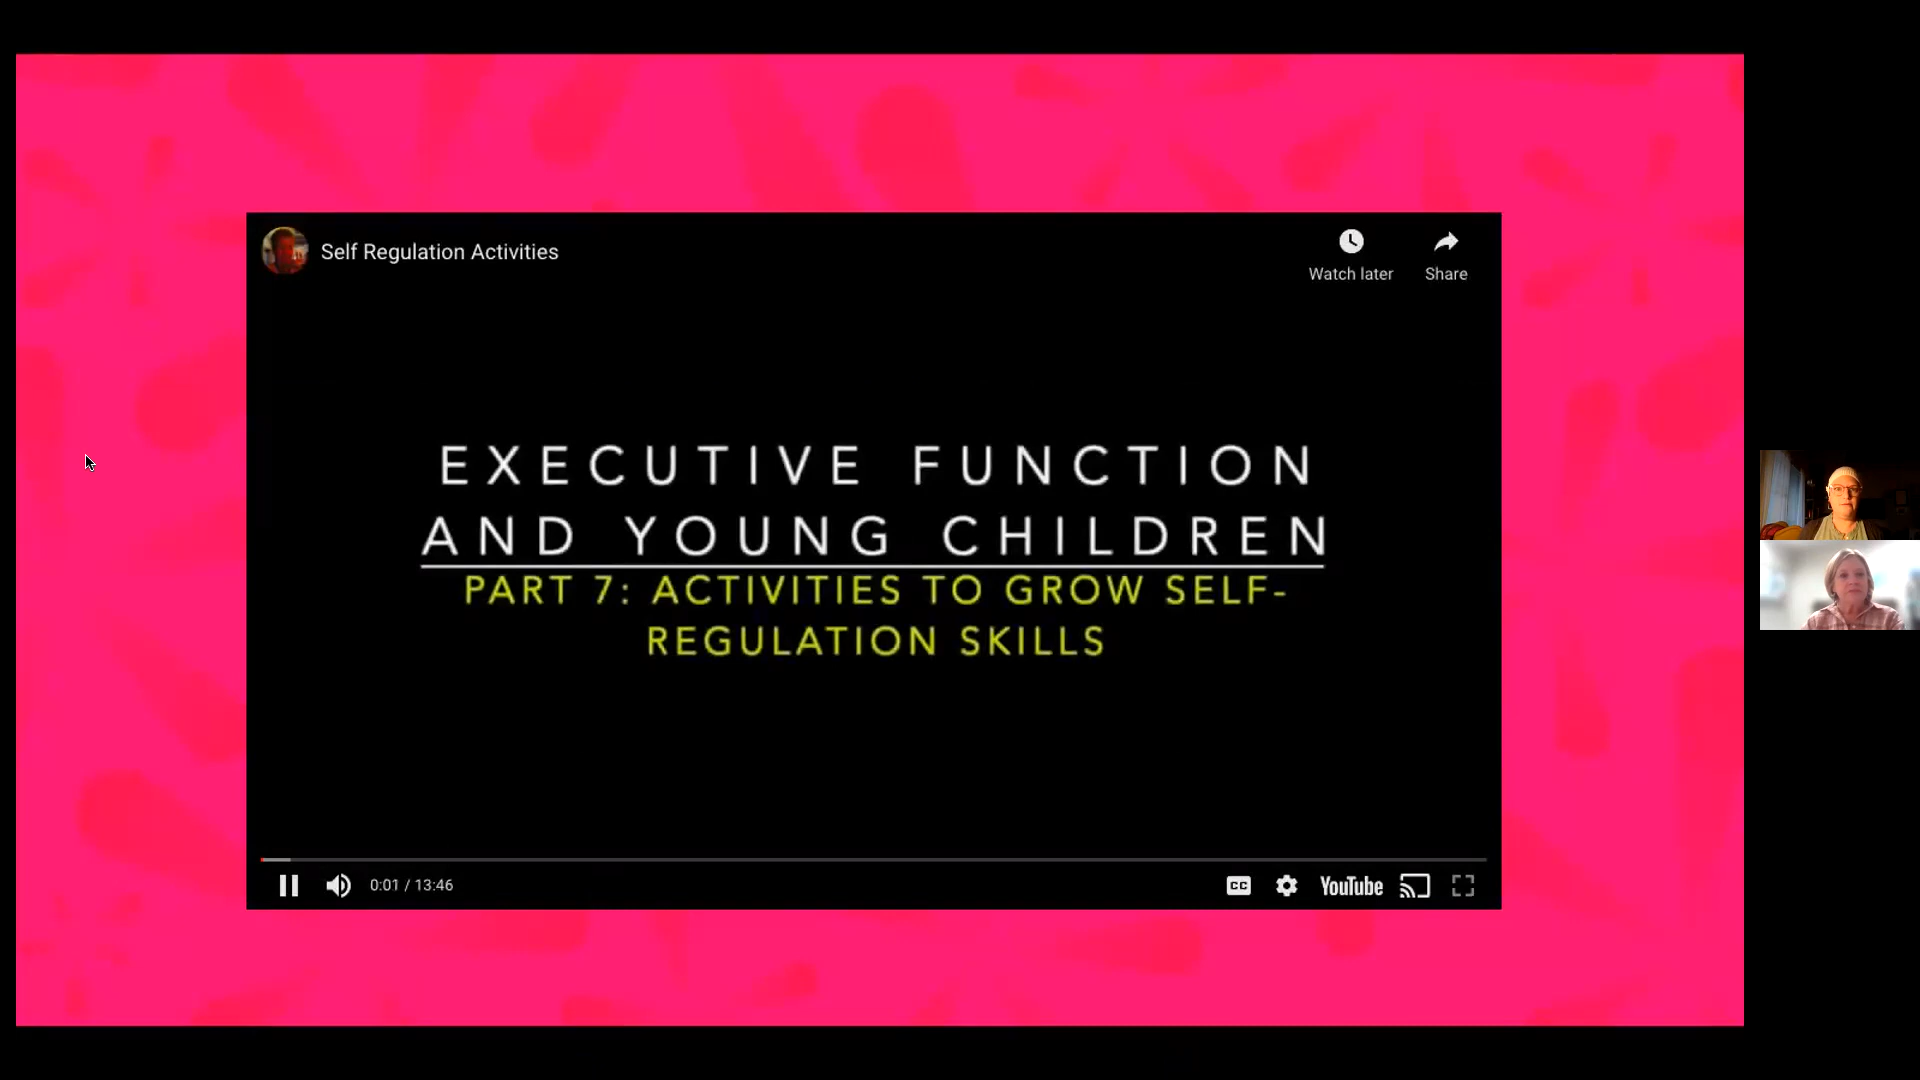 Self Regulation Activities
Watch later
Share
EXECUTIVE FUNCTION
AND YOUNG CHILDREN
PART 7: ACTIVITIES TO GROW SELF-
REGULATION SKILLS
0:01 / 13:46
CC
YouTube